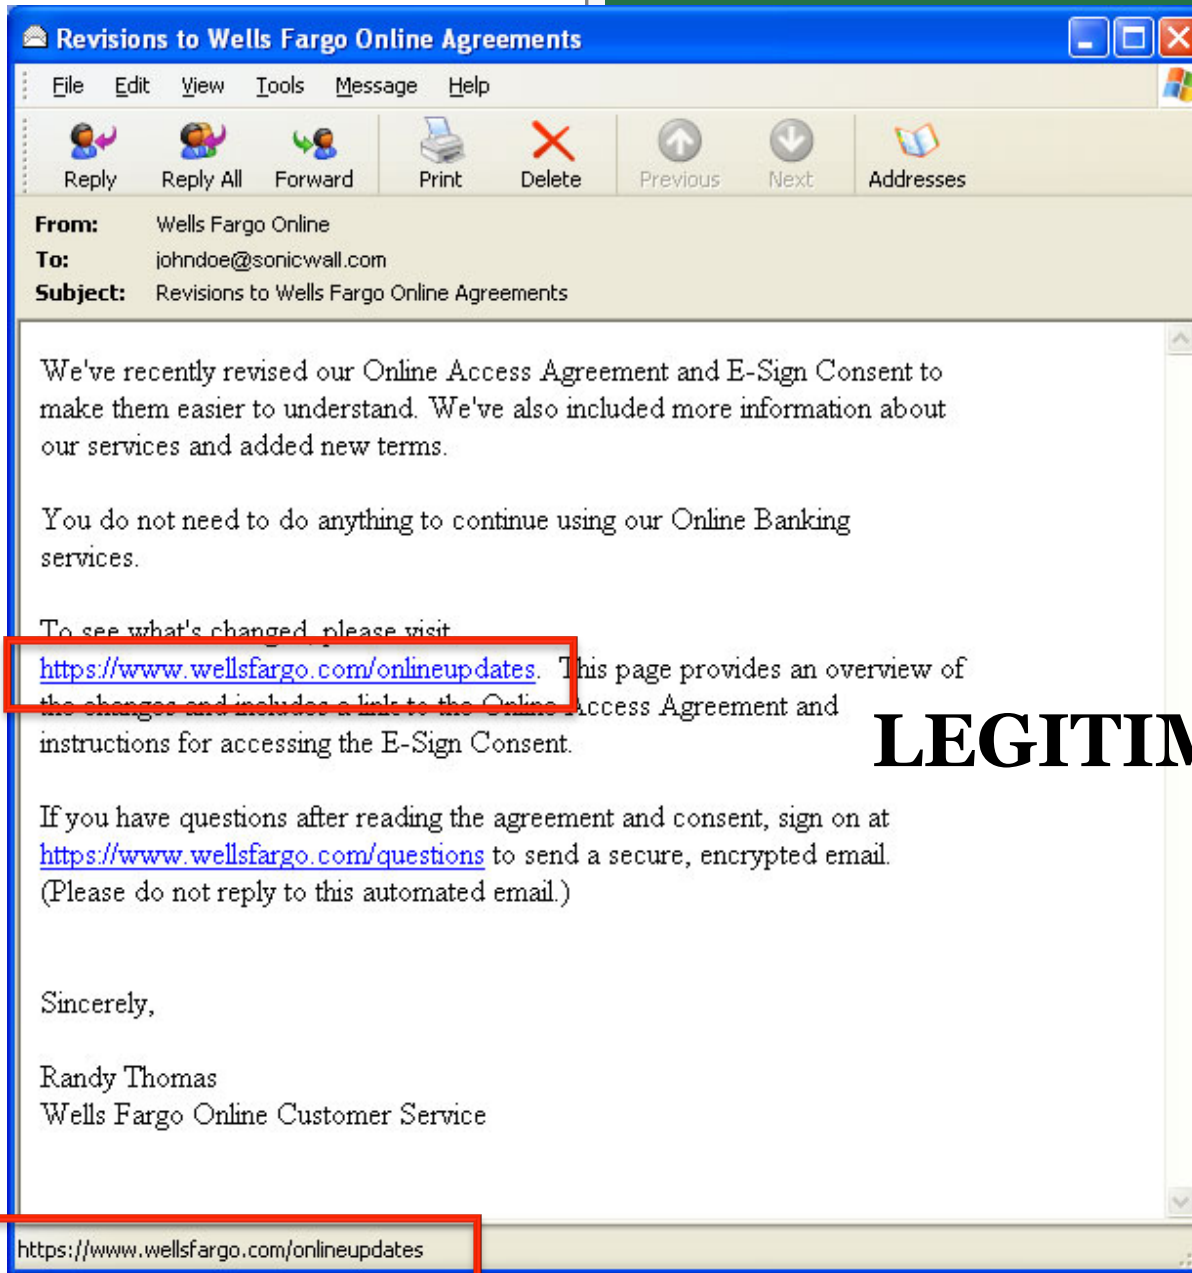 Revisions to Wells Fargo Online Agreements
File Edit View Tools Message Help
Reply Reply All Forward Print Delete Previous Next Addresses
From: Wells Fargo Online
To: johndoe@sonicwall.com
Subject: Revisions to Wells Fargo Online Agreements
We've recently revised our Online Access Agreement and E-Sign Consent to
make them easier to understand. We've also included more information about
our services and added new terms.
You do not need to do anything to continue using our Online Banking
services.
To see what's changed, please visit
https://www.wellsfargo.com/onlineupdates. This page provides an overview of
the changes and includes a link to the Online Access Agreement and
instructions for accessing the E-Sign Consent.
LEGITIM
If you have questions after reading the agreement and consent, sign on at
https://www.wellsfargo.com/questions to send a secure, encrypted email.
(Please do not reply to this automated email.)
Sincerely,
Randy Thomas
Wells Fargo Online Customer Service
https://www.wellsfargo.com/onlineupdates